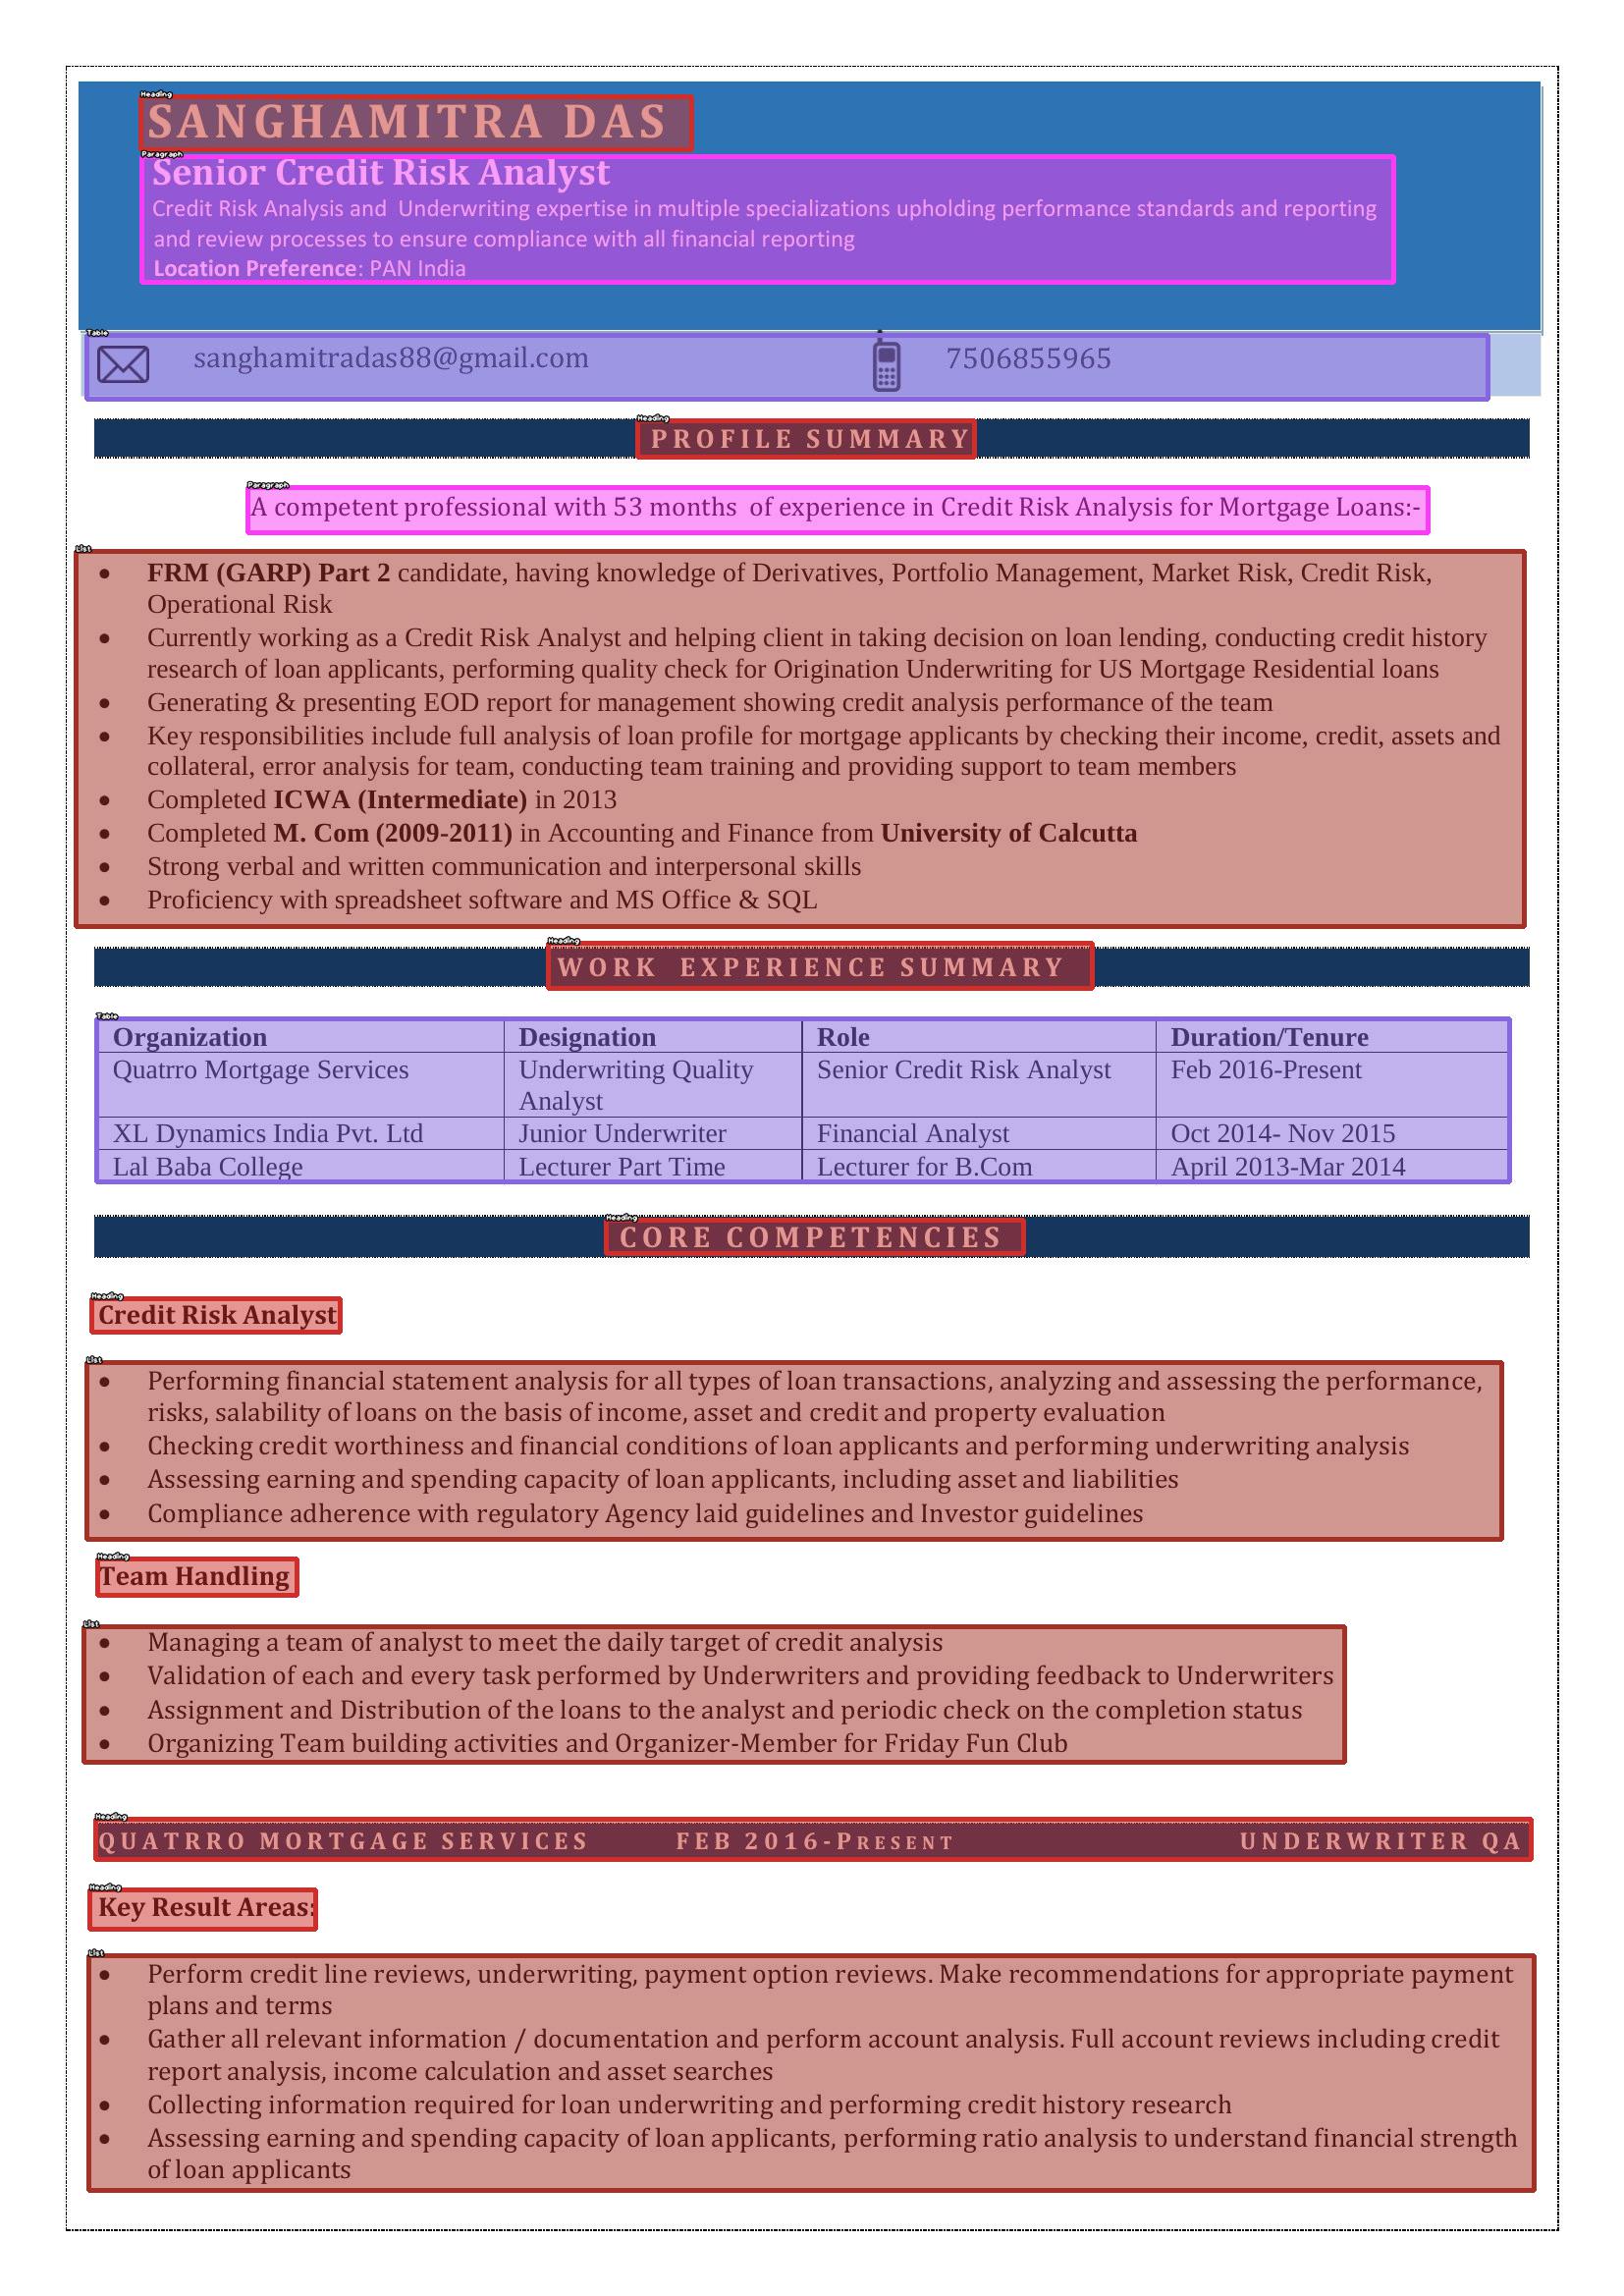 Heading
SANGHAMITRA DAS
Paragraph
Senior Credit Risk Analyst
Credit Risk Analysis and Underwriting expertise in multiple specializations upholding performance standards and reporting
and review processes to ensure compliance with all financial reporting
Location Preference: PAN India
Table
sanghamitradas88@gmail.com 7506855965
Heading
PROFILE SUMMARY
Paragraph
A competent professional with 53 months of experience in Credit Risk Analysis for Mortgage Loans:-
List
• FRM (GARP) Part 2 candidate, having knowledge of Derivatives, Portfolio Management, Market Risk, Credit Risk,
Operational Risk
• Currently working as a Credit Risk Analyst and helping client in taking decision on loan lending, conducting credit history
research of loan applicants, performing quality check for Origination Underwriting for US Mortgage Residential loans
• Generating & presenting EOD report for management showing credit analysis performance of the team
• Key responsibilities include full analysis of loan profile for mortgage applicants by checking their income, credit, assets and
collateral, error analysis for team, conducting team training and providing support to team members
• Completed ICWA (Intermediate) in 2013
• Completed M. Com (2009-2011) in Accounting and Finance from University of Calcutta
• Strong verbal and written communication and interpersonal skills
• Proficiency with spreadsheet software and MS Office & SQL
Heading
WORK EXPERIENCE SUMMARY
Table
Organization Designation Role Duration/Tenure
Quatrro Mortgage Services Underwriting Quality Senior Credit Risk Analyst Feb 2016-Present
Analyst
XL Dynamics India Pvt. Ltd Junior Underwriter Financial Analyst Oct 2014- Nov 2015
Lal Baba College Lecturer Part Time Lecturer for B.Com April 2013-Mar 2014
Heading
CORE COMPETENCIES
Heading
Credit Risk Analyst
List
• Performing financial statement analysis for all types of loan transactions, analyzing and assessing the performance,
risks, salability of loans on the basis of income, asset and credit and property evaluation
• Checking credit worthiness and financial conditions of loan applicants and performing underwriting analysis
• Assessing earning and spending capacity of loan applicants, including asset and liabilities
• Compliance adherence with regulatory Agency laid guidelines and Investor guidelines
Heading
Team Handling
List
• Managing a team of analyst to meet the daily target of credit analysis
• Validation of each and every task performed by Underwriters and providing feedback to Underwriters
• Assignment and Distribution of the loans to the analyst and periodic check on the completion status
• Organizing Team building activities and Organizer-Member for Friday Fun Club
Heading
QUATRRO MORTGAGE SERVICES FEB 2016-PRESENT UNDERWRITER QA
Heading
Key Result Areas:
List
• Perform credit line reviews, underwriting, payment option reviews. Make recommendations for appropriate payment
plans and terms
• Gather all relevant information / documentation and perform account analysis. Full account reviews including credit
report analysis, income calculation and asset searches
• Collecting information required for loan underwriting and performing credit history research
• Assessing earning and spending capacity of loan applicants, performing ratio analysis to understand financial strength
of loan applicants